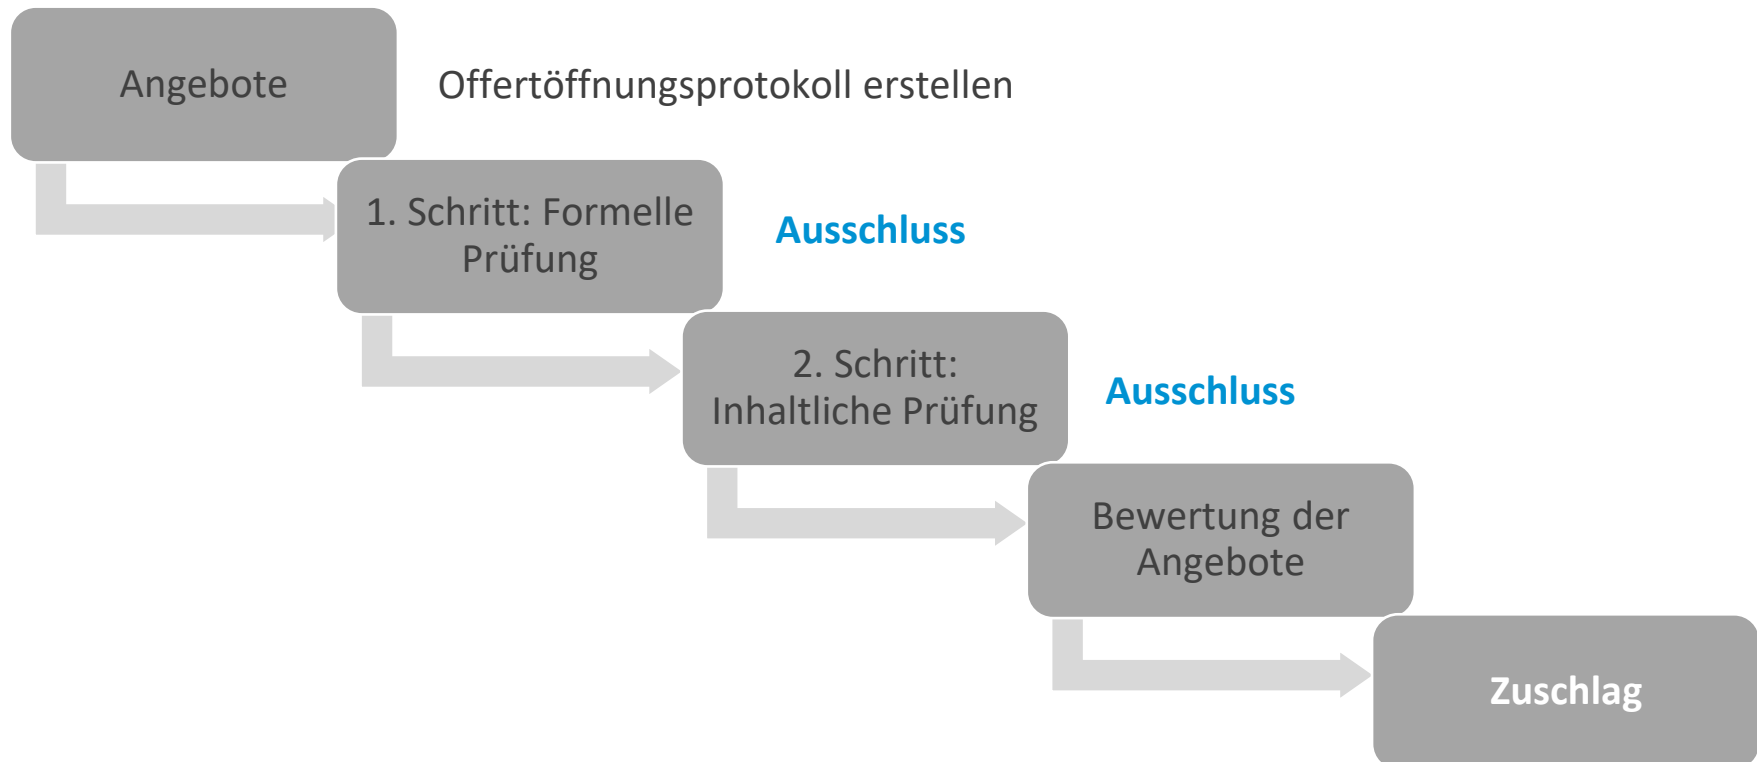 Angebote
Offertöffnungsprotokoll erstellen
1. Schritt: Formelle
Prüfung
Ausschluss
2. Schritt:
Inhaltliche Prüfung
Ausschluss
Bewertung der
Angebote
Zuschlag